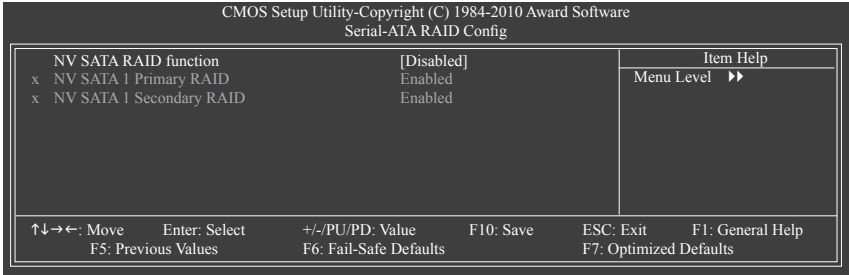 CMOS Setup Utility-Copyright (C) 1984-2010 Award Software
Serial-ATA RAID Config
NV SATA RAID function [Disabled]
x NV SATA 1 Primary RAID Enabled
x NV SATA 1 Secondary RAID Enabled
Item Help
Menu Level ▶▶
↑↓→←: Move Enter: Select +/-/PU/PD: Value F10: Save ESC: Exit F1: General Help
F5: Previous Values F6: Fail-Safe Defaults F7: Optimized Defaults